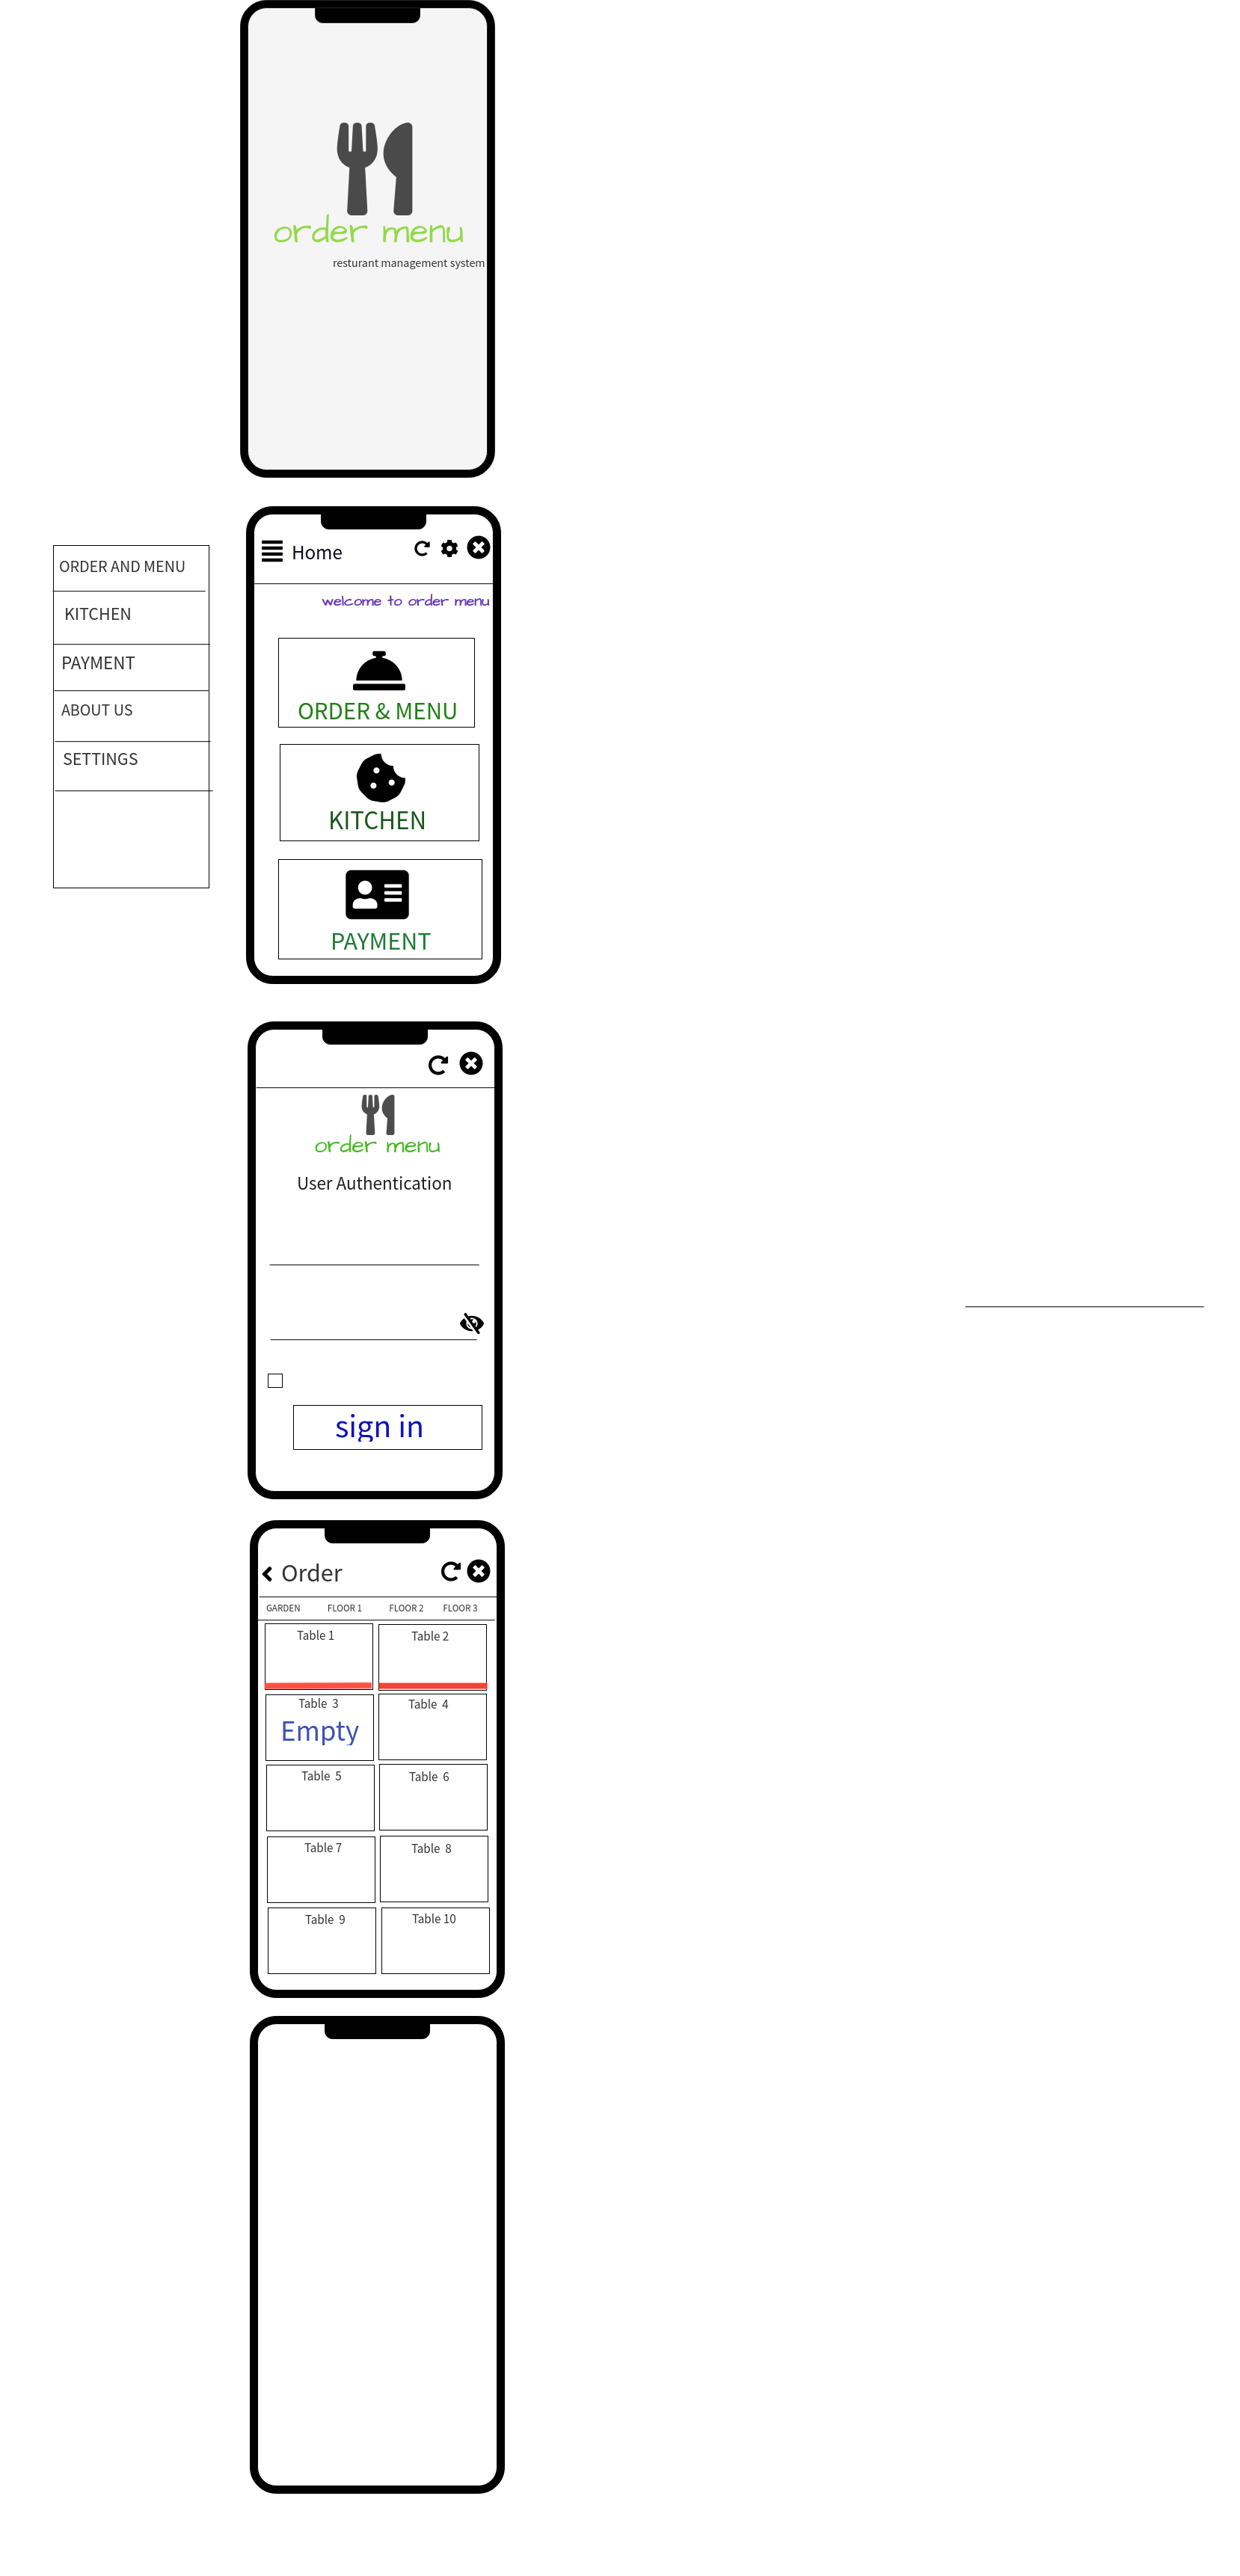 order menu
resturant management system
ORDER AND MENU
KITCHEN
PAYMENT
ABOUT US
SETTINGS
Home
welcome to order menu
ORDER & MENU
KITCHEN
PAYMENT
order menu
User Authentication
sign in
Order
GARDEN FLOOR 1 FLOOR 2 FLOOR 3
Table 1 Table 2
Table 3 Table 4
Empty
Table 5 Table 6
Table 7 Table 8
Table 9 Table 10